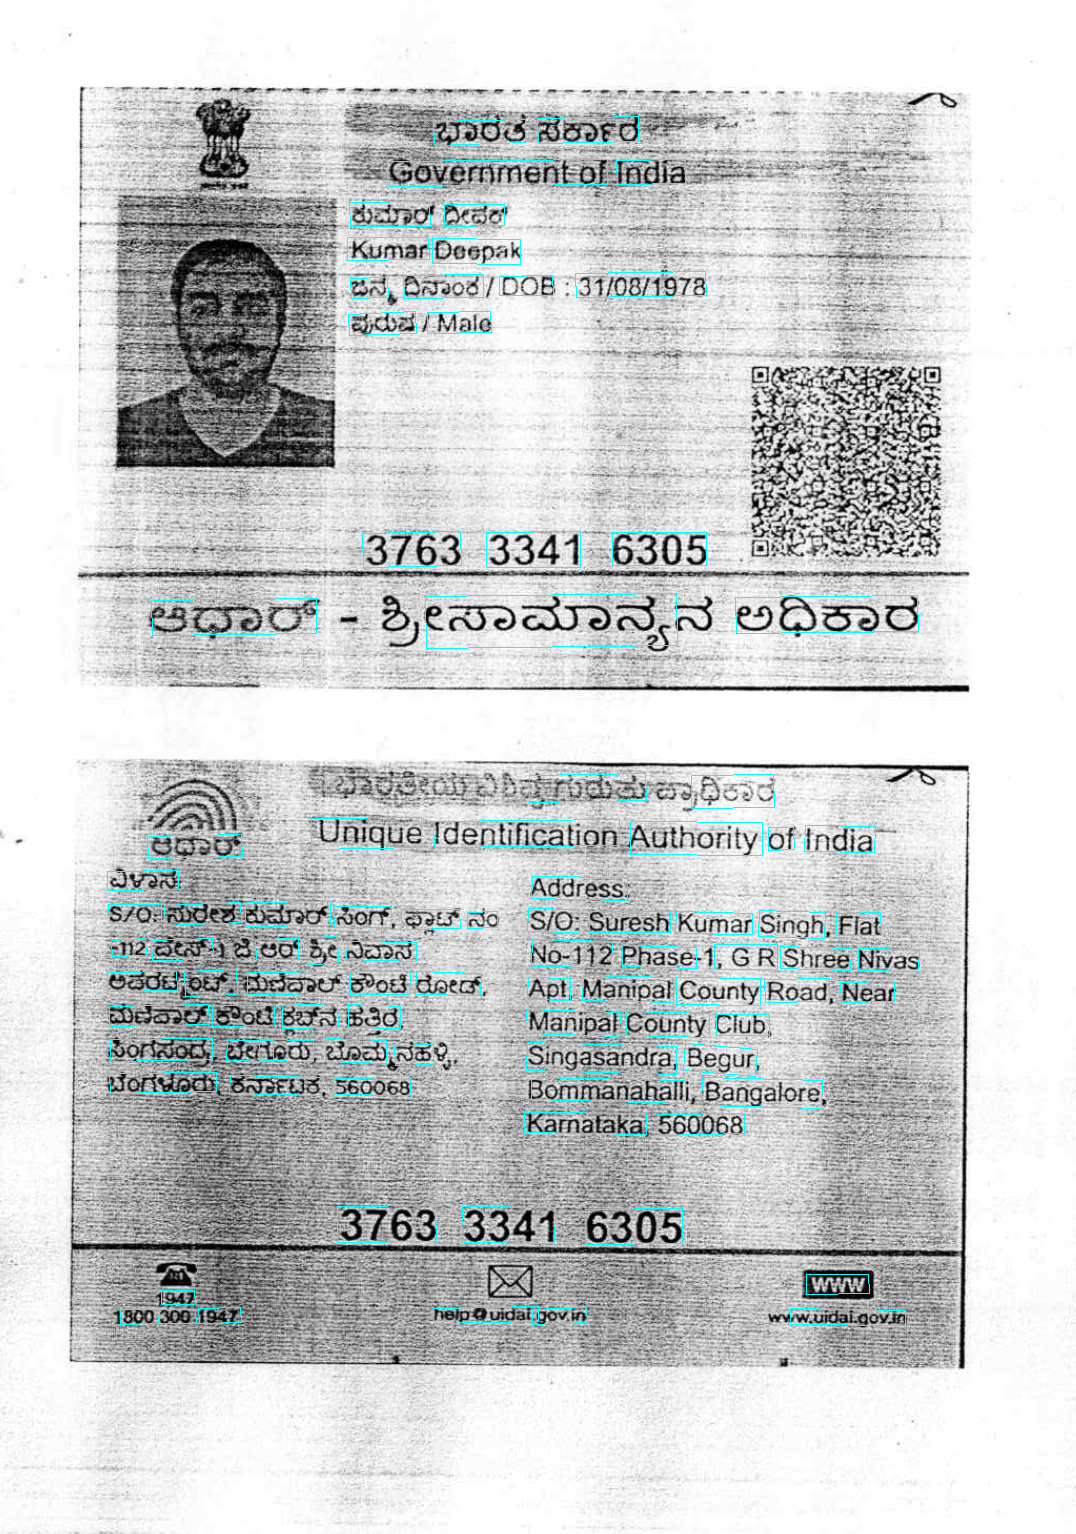 ಭಾರತ ಸರ್ಕಾರ
Government of India
ಕುಮಾರ್ ದೀಪಕ್
Kumar Deepak
ಜನ್ಮ ದಿನಾಂಕ / DOB : 31/08/1978
ಪುರುಷ / Male
3763 3341 6305
ಆಧಾರ್ - ಶ್ರೀಸಾಮಾನ್ಯನ ಅಧಿಕಾರ
ಭಾರತೀಯ ವಿಶಿಷ್ಟ ಗುರುತು ಪ್ರಾಧಿಕಾರ
Unique Identification Authority of India
ಆಧಾರ್
ವಿಳಾಸ
S/O: ಸುರೇಶ ಕುಮಾರ್ ಸಿಂಗ್, ಫ್ಲಾಟ್ ನಂ
-112 ಫೇಸ್-1 ಜಿ ಆರ್ ಶ್ರೀ ನಿವಾಸ
ಅಪರಟ್ಮೆಂಟ್, ಮಣಿಪಾಲ್ ಕೌಂಟಿ ರೋಡ್,
ಮಣಿಪಾಲ್ ಕೌಂಟಿ ಕ್ಲಬ್‌ನ ಹತ್ತಿರ
ಸಿಂಗಸಂದ್ರ, ಬೇಗೂರು, ಬೊಮ್ಮನಹಳ್ಳಿ,
ಬೆಂಗಳೂರು, ಕರ್ನಾಟಕ, 560068
Address:
S/O: Suresh Kumar Singh, Flat
No-112 Phase-1, G R Shree Nivas
Apt, Manipal County Road, Near
Manipal County Club,
Singasandra, Begur,
Bommanahalli, Bangalore,
Karnataka, 560068
3763 3341 6305
1947
1800 300 1947
help@uidai.gov.in
WWW
www.uidai.gov.in